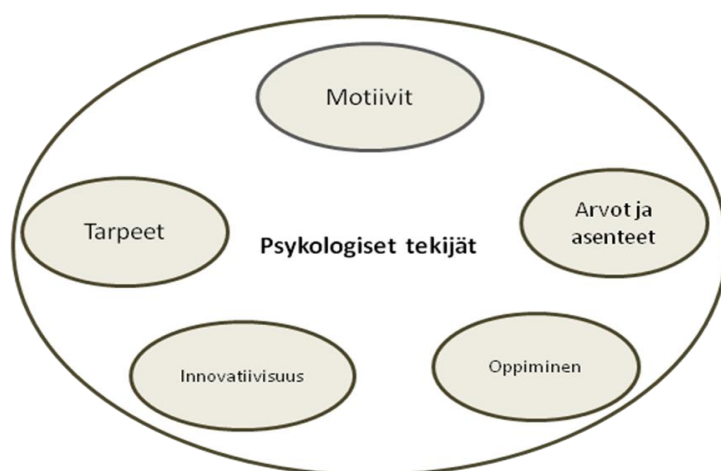 Motiivit
Tarpeet
Arvot ja
asenteet
Psykologiset tekijät
Innovatiivisuus
Oppiminen